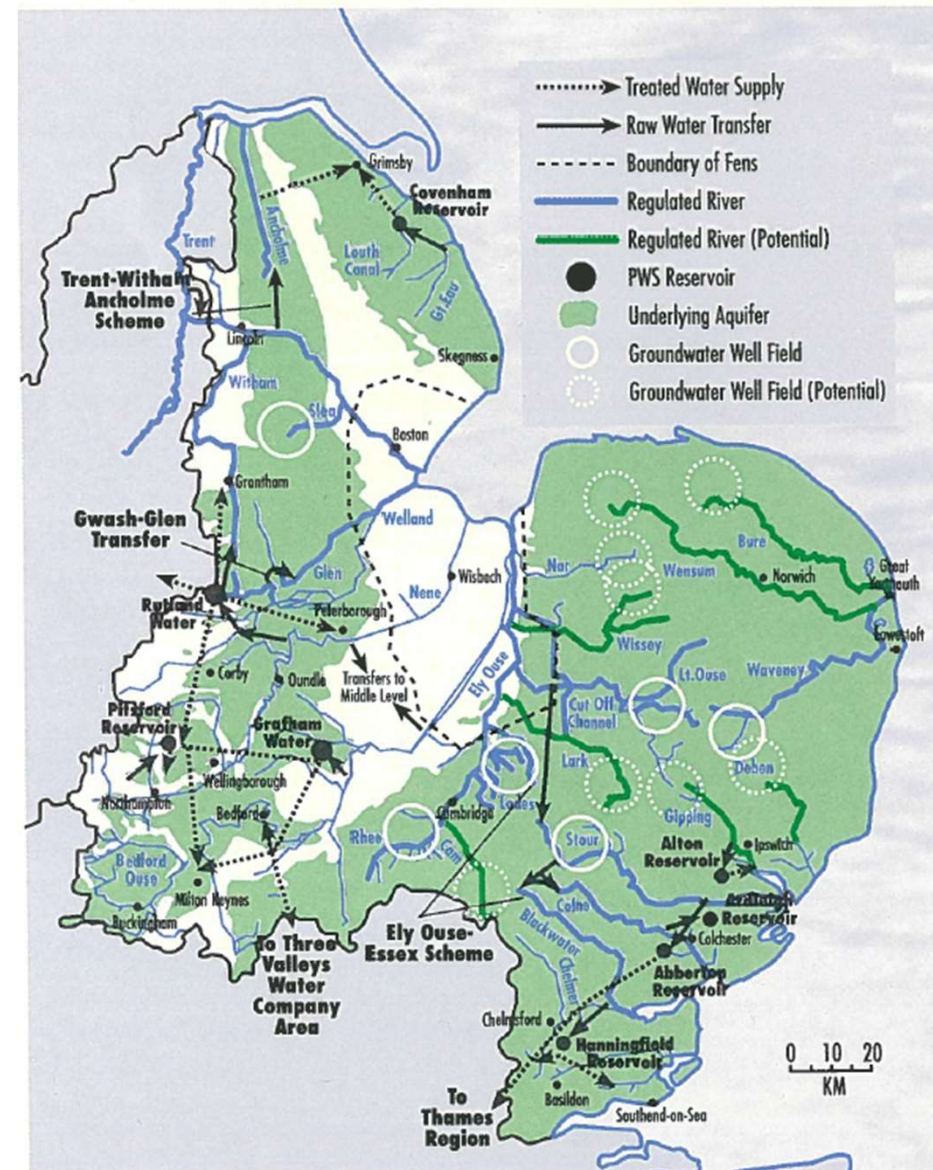 Treated Water Supply
Raw Water Transfer
Boundary of Fens
Regulated River
Regulated River (Potential)
PWS Reservoir
Underlying Aquifer
Groundwater Well Field
Groundwater Well Field (Potential)
Grimsby
Covenham
Reservoir
Trent
Ancholme
Louth
Canal
Gt.Eau
Trent-Witham
Ancholme
Scheme
Lincoln
Skegness
Witham
Slea
Boston
Grantham
Gwash-Glen
Transfer
Welland
Glen
Nene
Wisbech
Nar
Wensum
Bure
Norwich
Great
Yarmouth
Lowestoft
Rutland
Water
Peterborough
Wissey
Ely Ouse
Lt.Ouse
Waveney
Corby
Oundle
Transfers to
Middle Level
Cut Off
Channel
Pitsford
Reservoir
Grafham
Water
Lark
Deben
Wellingborough
Northampton
Bedford
Cambridge
Lodes
Gipping
Rhee
Cam
Stour
Alton
Reservoir
Ipswich
Bedford
Ouse
Milton Keynes
Buckingham
Ely Ouse-
Essex Scheme
Colne
Ardleigh
Reservoir
Colchester
Blackwater
Chelmer
Abberton
Reservoir
To Three
Valleys
Water
Company
Area
Chelmsford
Hanningfield
Reservoir
Basildon
Southend-on-Sea
To
Thames
Region
0 10 20
KM